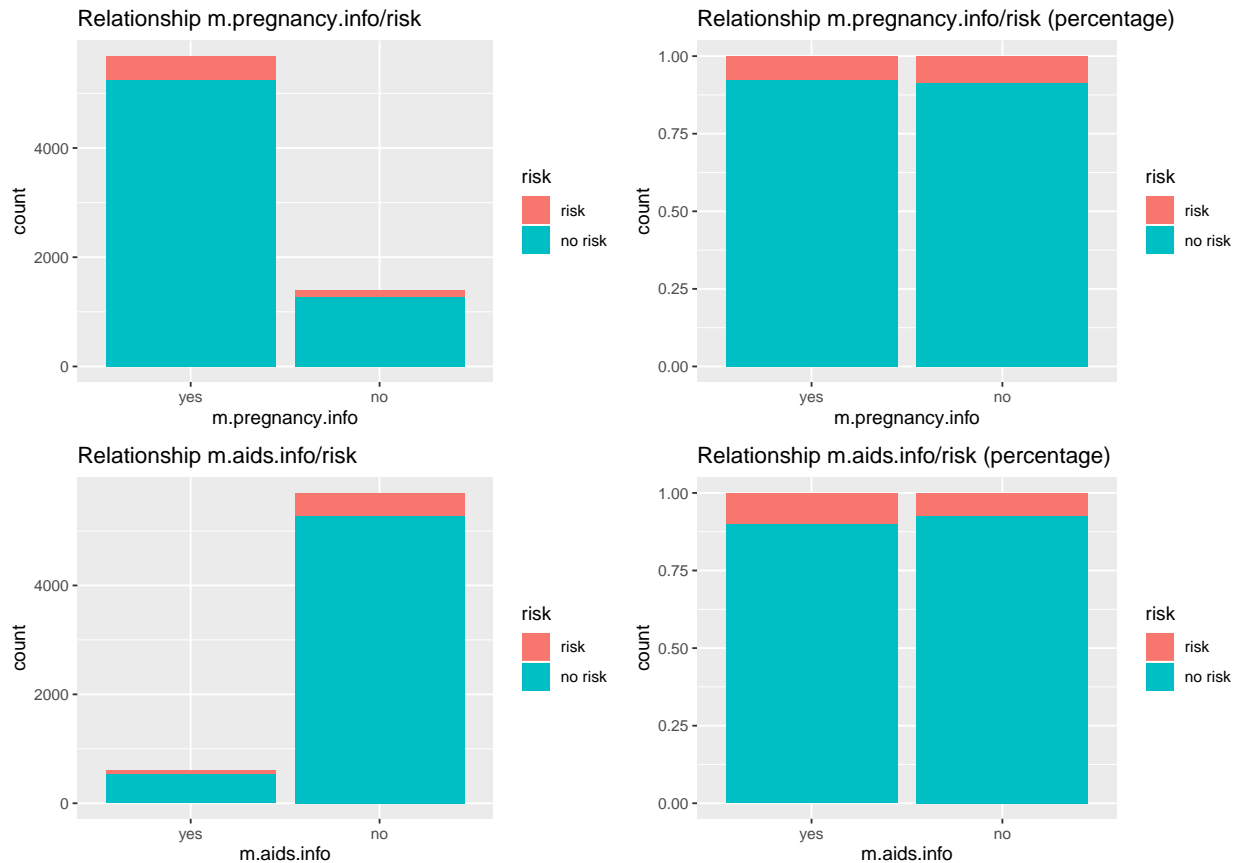 Relationship m.pregnancy.info/risk
count
4000
2000
0
yes no
m.pregnancy.info
risk
risk
no risk
Relationship m.pregnancy.info/risk (percentage)
count
1.00
0.75
0.50
0.25
0.00
yes no
m.pregnancy.info
risk
risk
no risk
Relationship m.aids.info/risk
count
4000
2000
0
yes no
m.aids.info
risk
risk
no risk
Relationship m.aids.info/risk (percentage)
count
1.00
0.75
0.50
0.25
0.00
yes no
m.aids.info
risk
risk
no risk